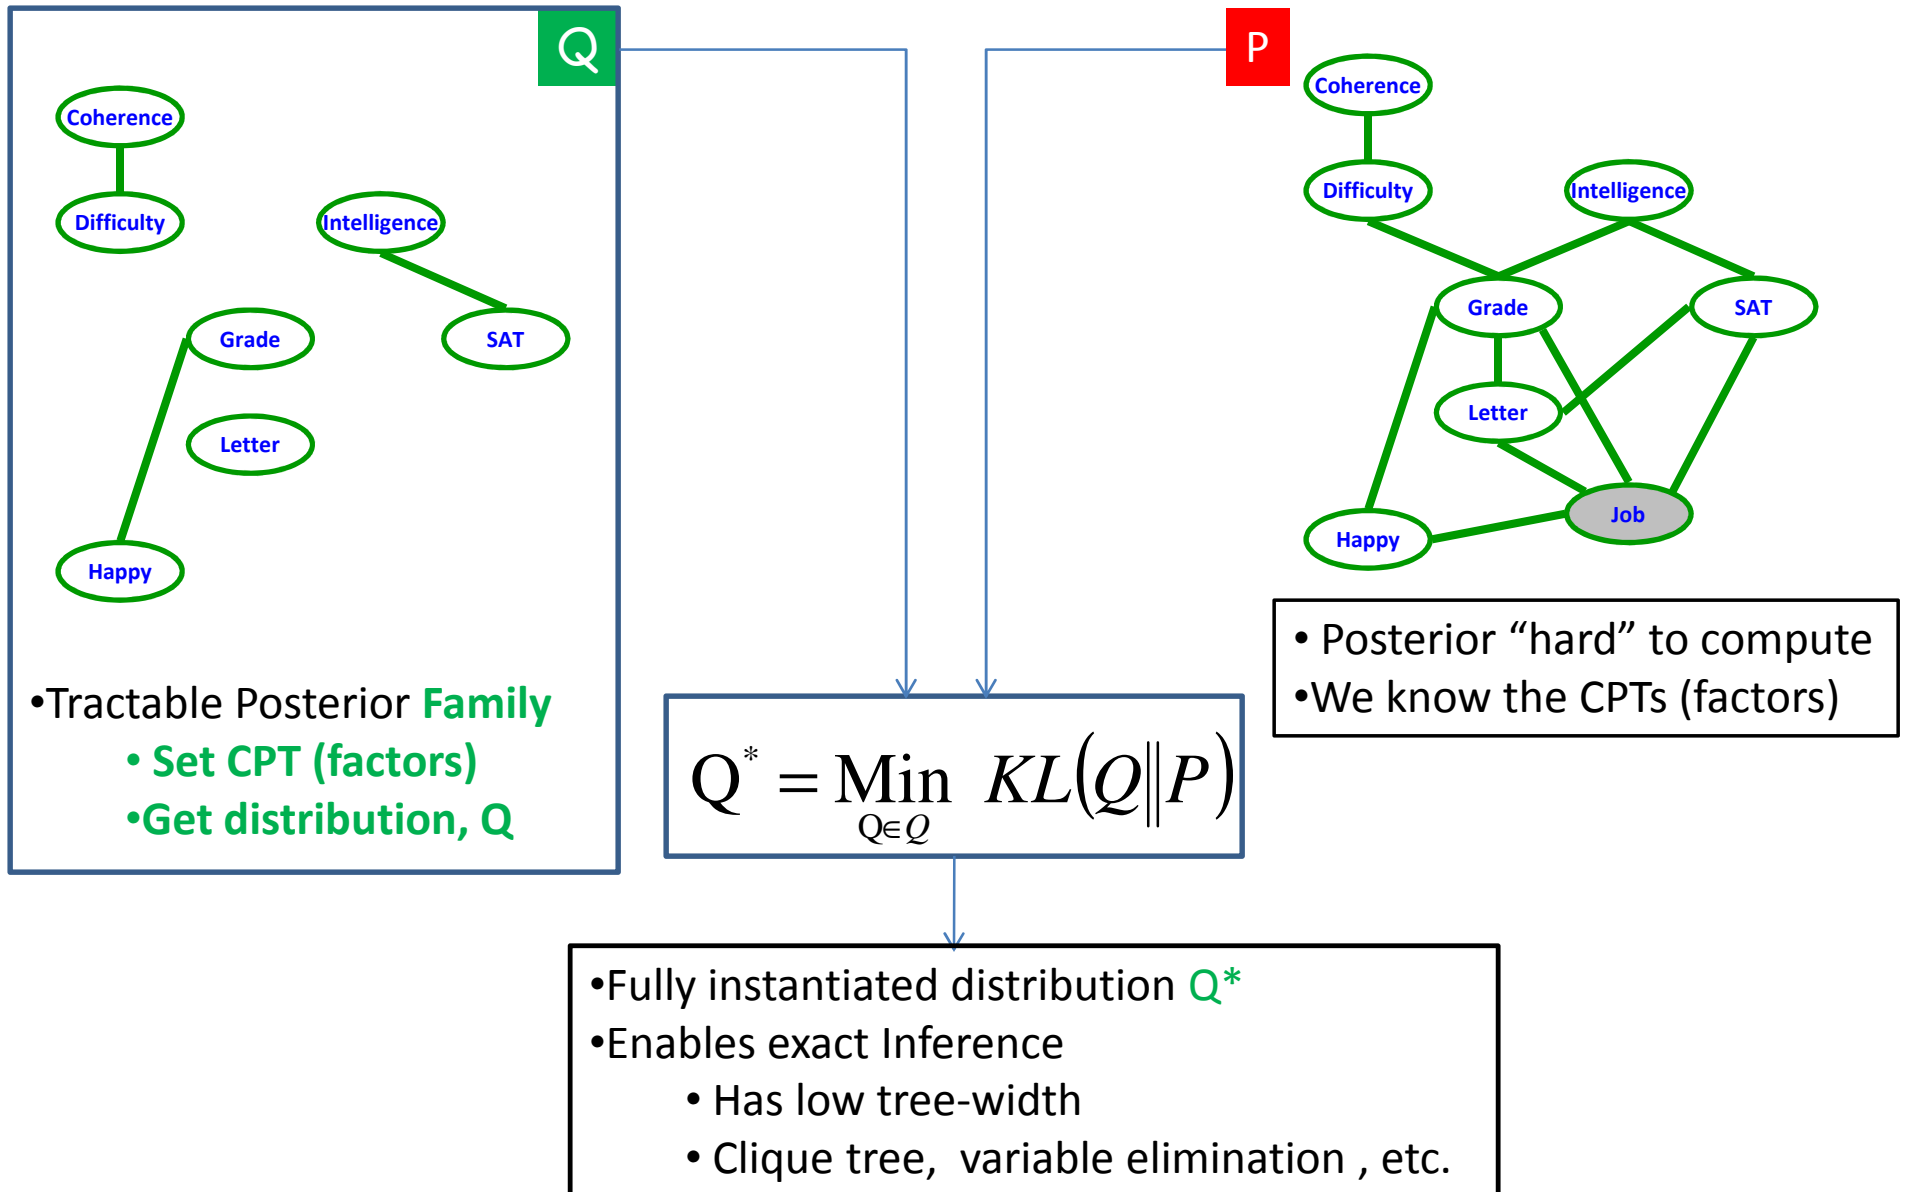 Q
Coherence
Difficulty
Intelligence
Grade
SAT
Letter
Happy
•Tractable Posterior Family
• Set CPT (factors)
•Get distribution, Q
P
Coherence
Difficulty
Intelligence
Grade
SAT
Letter
Job
Happy
• Posterior “hard” to compute
•We know the CPTs (factors)
Q* = Min KL(Q||P)
Q∈Q
•Fully instantiated distribution Q*
•Enables exact Inference
• Has low tree-width
• Clique tree, variable elimination , etc.